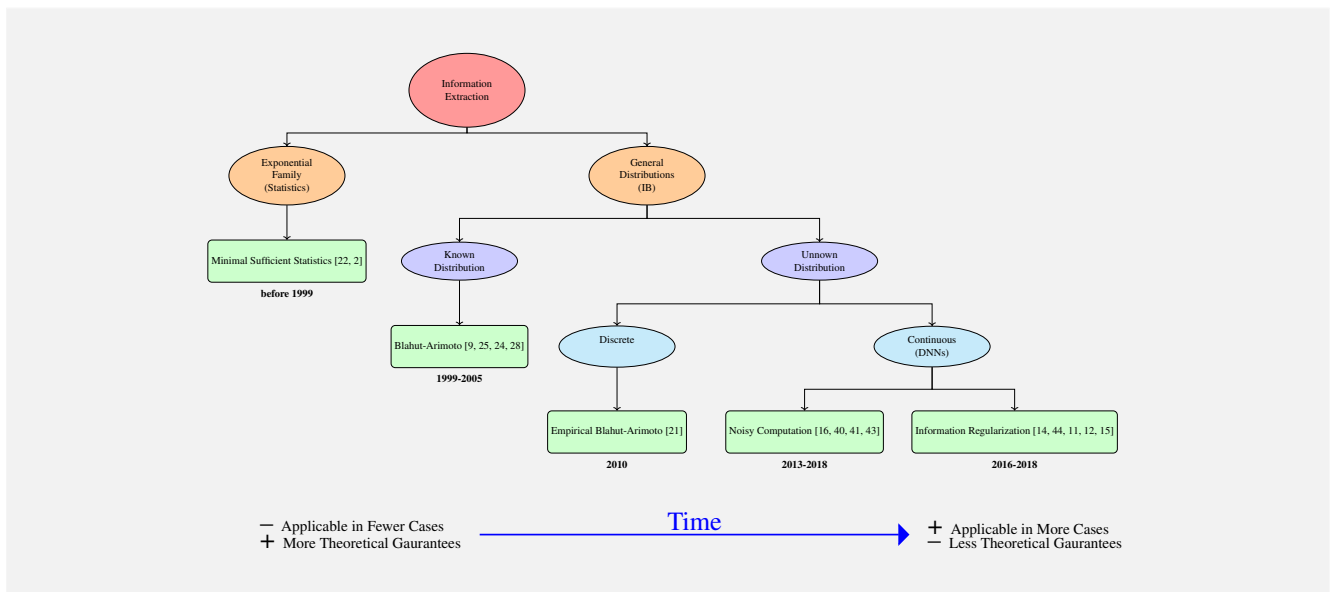 Information
Extraction
Exponential
Family
(Statistics)
General
Distributions
(IB)
Minimal Sufficient Statistics [22, 2]
before 1999
Known
Distribution
Unnown
Distribution
Blahut-Arimoto [9, 25, 24, 28]
1999-2005
Discrete
Continuous
(DNNs)
Empirical Blahut-Arimoto [21]
2010
Noisy Computation [16, 40, 41, 43]
2013-2018
Information Regularization [14, 44, 11, 12, 15]
2016-2018
− Applicable in Fewer Cases
+ More Theoretical Gaurantees
Time
+ Applicable in More Cases
− Less Theoretical Gaurantees